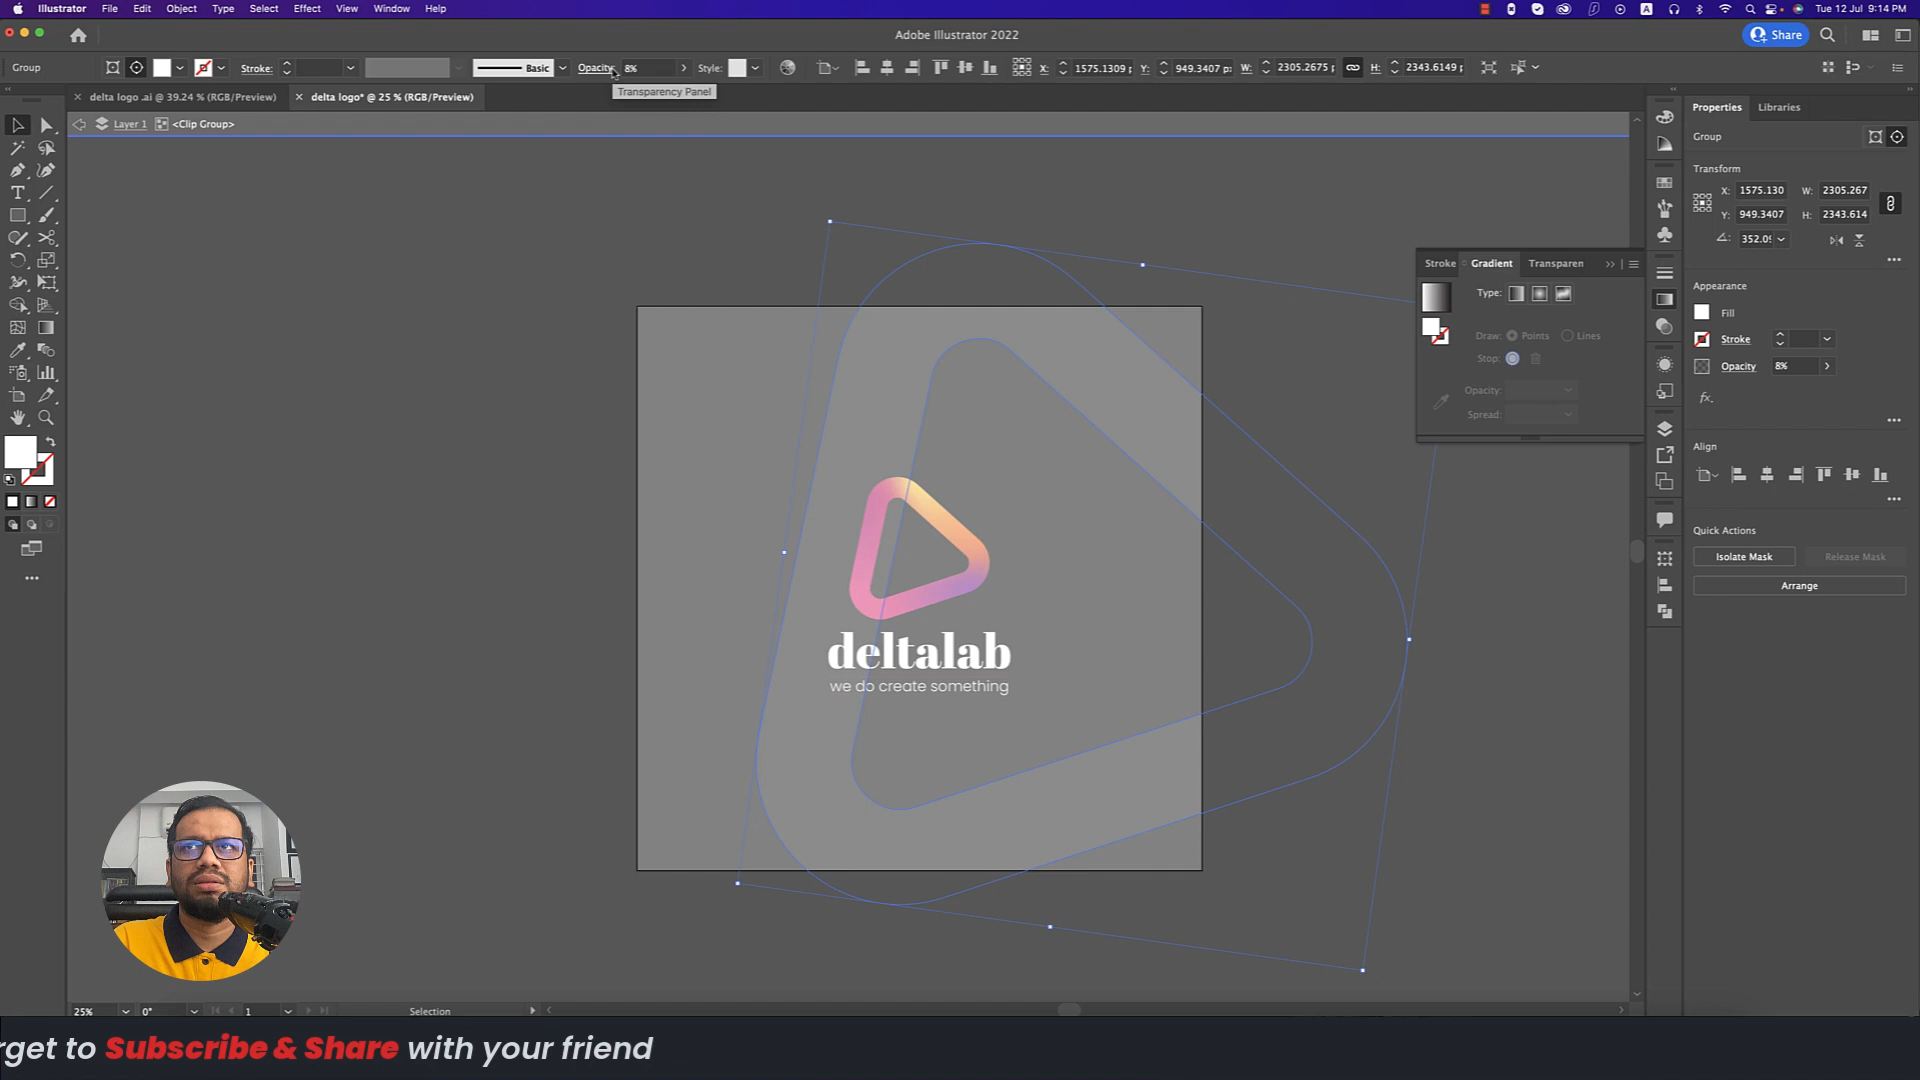 Illustrator File Edit Object Type Select Effect View Window Help
A Tue 12 Jul 9:14 PM
Adobe Illustrator 2022
Share
Group Stroke: Basic Opacity: 8% Style: X: 1575.1309 Y: 949.3407 px W: 2305.2675 H: 2343.6149
Transparency Panel
× delta logo .ai @ 39.24 % (RGB/Preview) × delta logo* @ 25 % (RGB/Preview)
Layer 1 <Clip Group>
Properties Libraries
Group
Transform
X: 1575.130 W: 2305.267
Y: 949.3407 H: 2343.614
352.09
Appearance
Fill
Stroke
Opacity 8%
fx.
Align
Quick Actions
Isolate Mask Release Mask
Arrange
Stroke Gradient Transparen
Type:
Draw: Points Lines
Stop:
Opacity:
Spread:
deltalab
we do create something
25% 0° 1 Selection
rget to Subscribe & Share with your friend